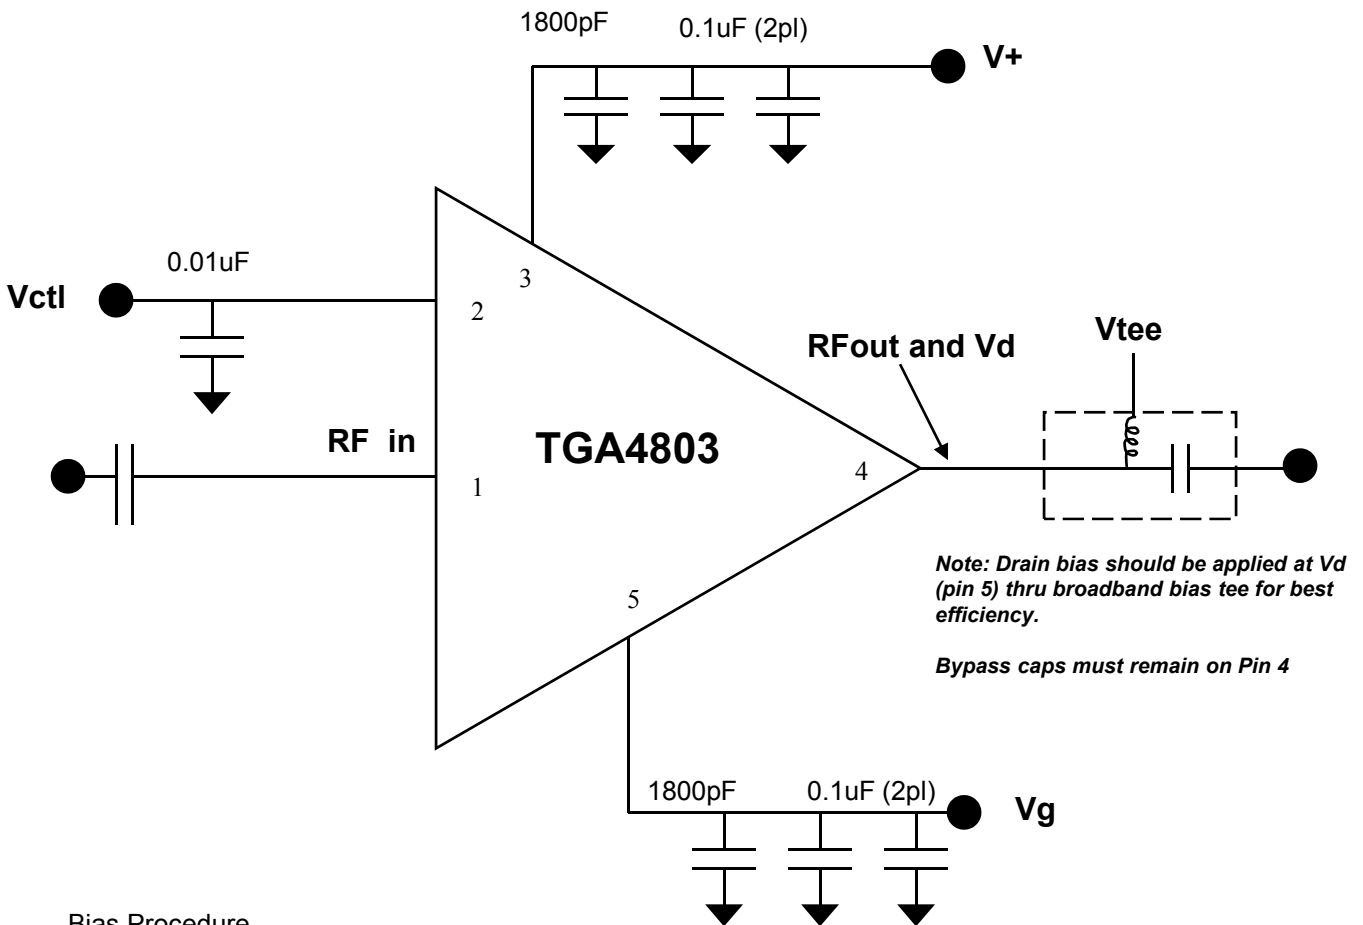 1800pF
0.1uF (2pl)
V+
0.01uF
Vctl
3
2
RFout and Vd
Vtee
RF in
TGA4803
4
1
Note: Drain bias should be applied at Vd
(pin 5) thru broadband bias tee for best
efficiency.
5
Bypass caps must remain on Pin 4
1800pF
0.1uF (2pl)
Vg
Bias Procedure